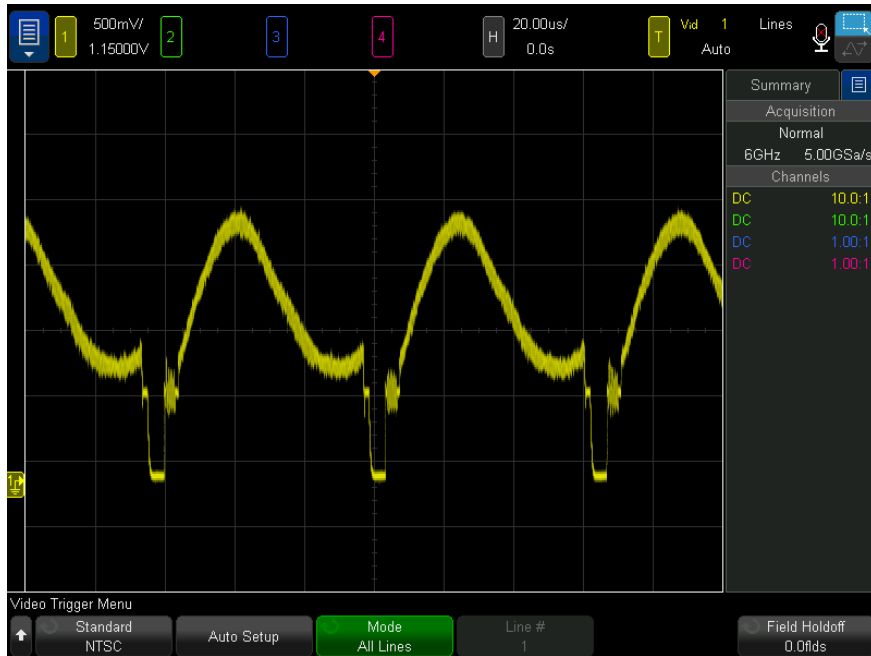 1 500mV/ 2 3 4 H 20.00us/ T Vid 1 Lines
1.15000V 0.0s Auto
Summary
Acquisition
Normal
6GHz 5.00GSa/s
Channels
DC 10.0:1
DC 10.0:1
DC 1.00:1
DC 1.00:1
1
Video Trigger Menu
Standard
NTSC
Auto Setup
Mode
All Lines
Line #
1
Field Holdoff
0.0flds